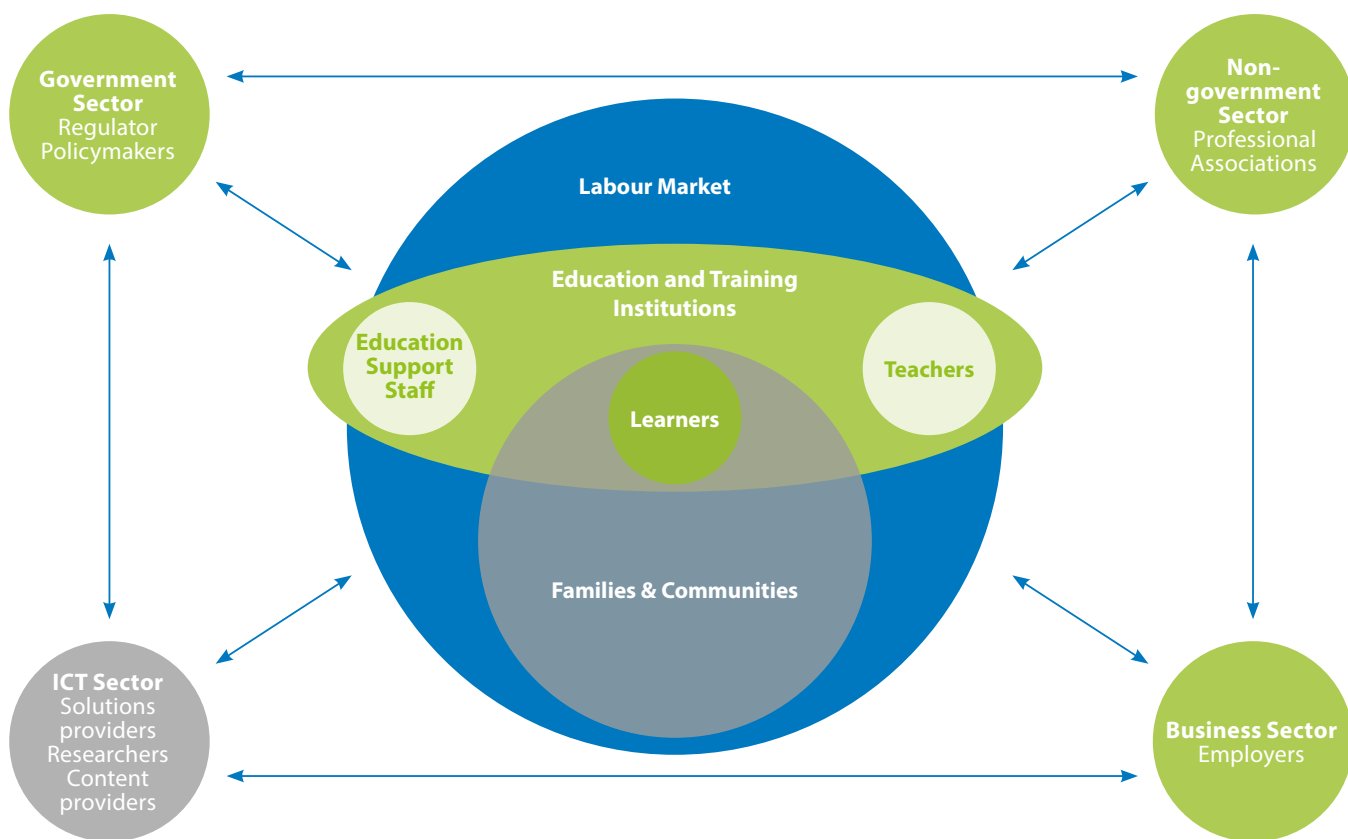 Government
Sector
Regulator
Policymakers
Non-
government
Sector
Professional
Associations
Labour Market
Education and Training
Institutions
Education
Support
Staff
Teachers
Learners
Families & Communities
ICT Sector
Solutions
providers
Researchers
Content
providers
Business Sector
Employers